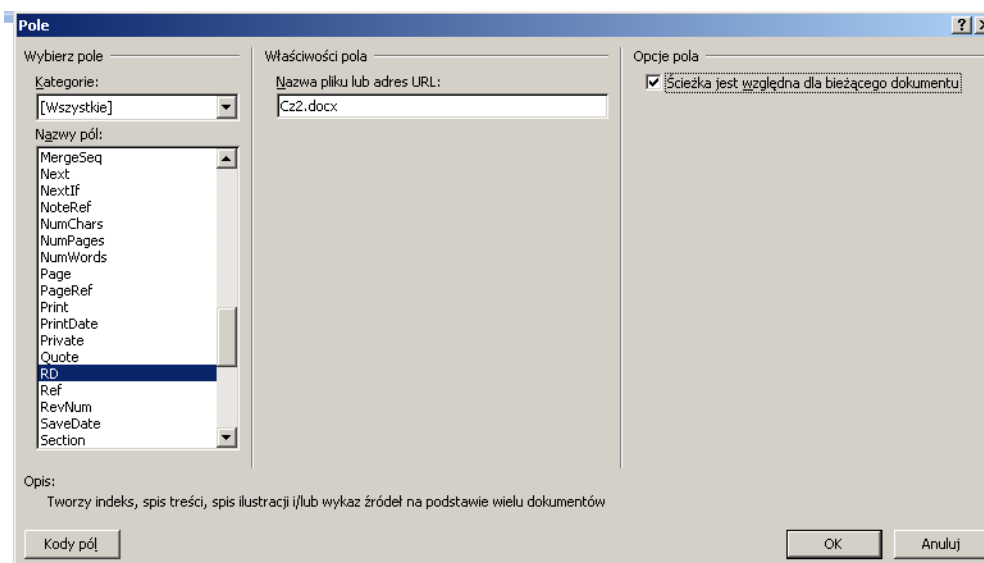 Pole
Wybierz pole
Kategorie:
[Wszystkie]
Nazwy pól:
MergeSeq
Next
NextIf
NoteRef
NumChars
NumPages
NumWords
Page
PageRef
Print
PrintDate
Private
Quote
RD
Ref
RevNum
SaveDate
Section
Właściwości pola
Nazwa pliku lub adres URL:
Cz2.docx
Opcje pola
Ścieżka jest względna dla bieżącego dokumentu
Opis:
Tworzy indeks, spis treści, spis ilustracji i/lub wykaz źródeł na podstawie wielu dokumentów
Kody pól
OK
Anuluj